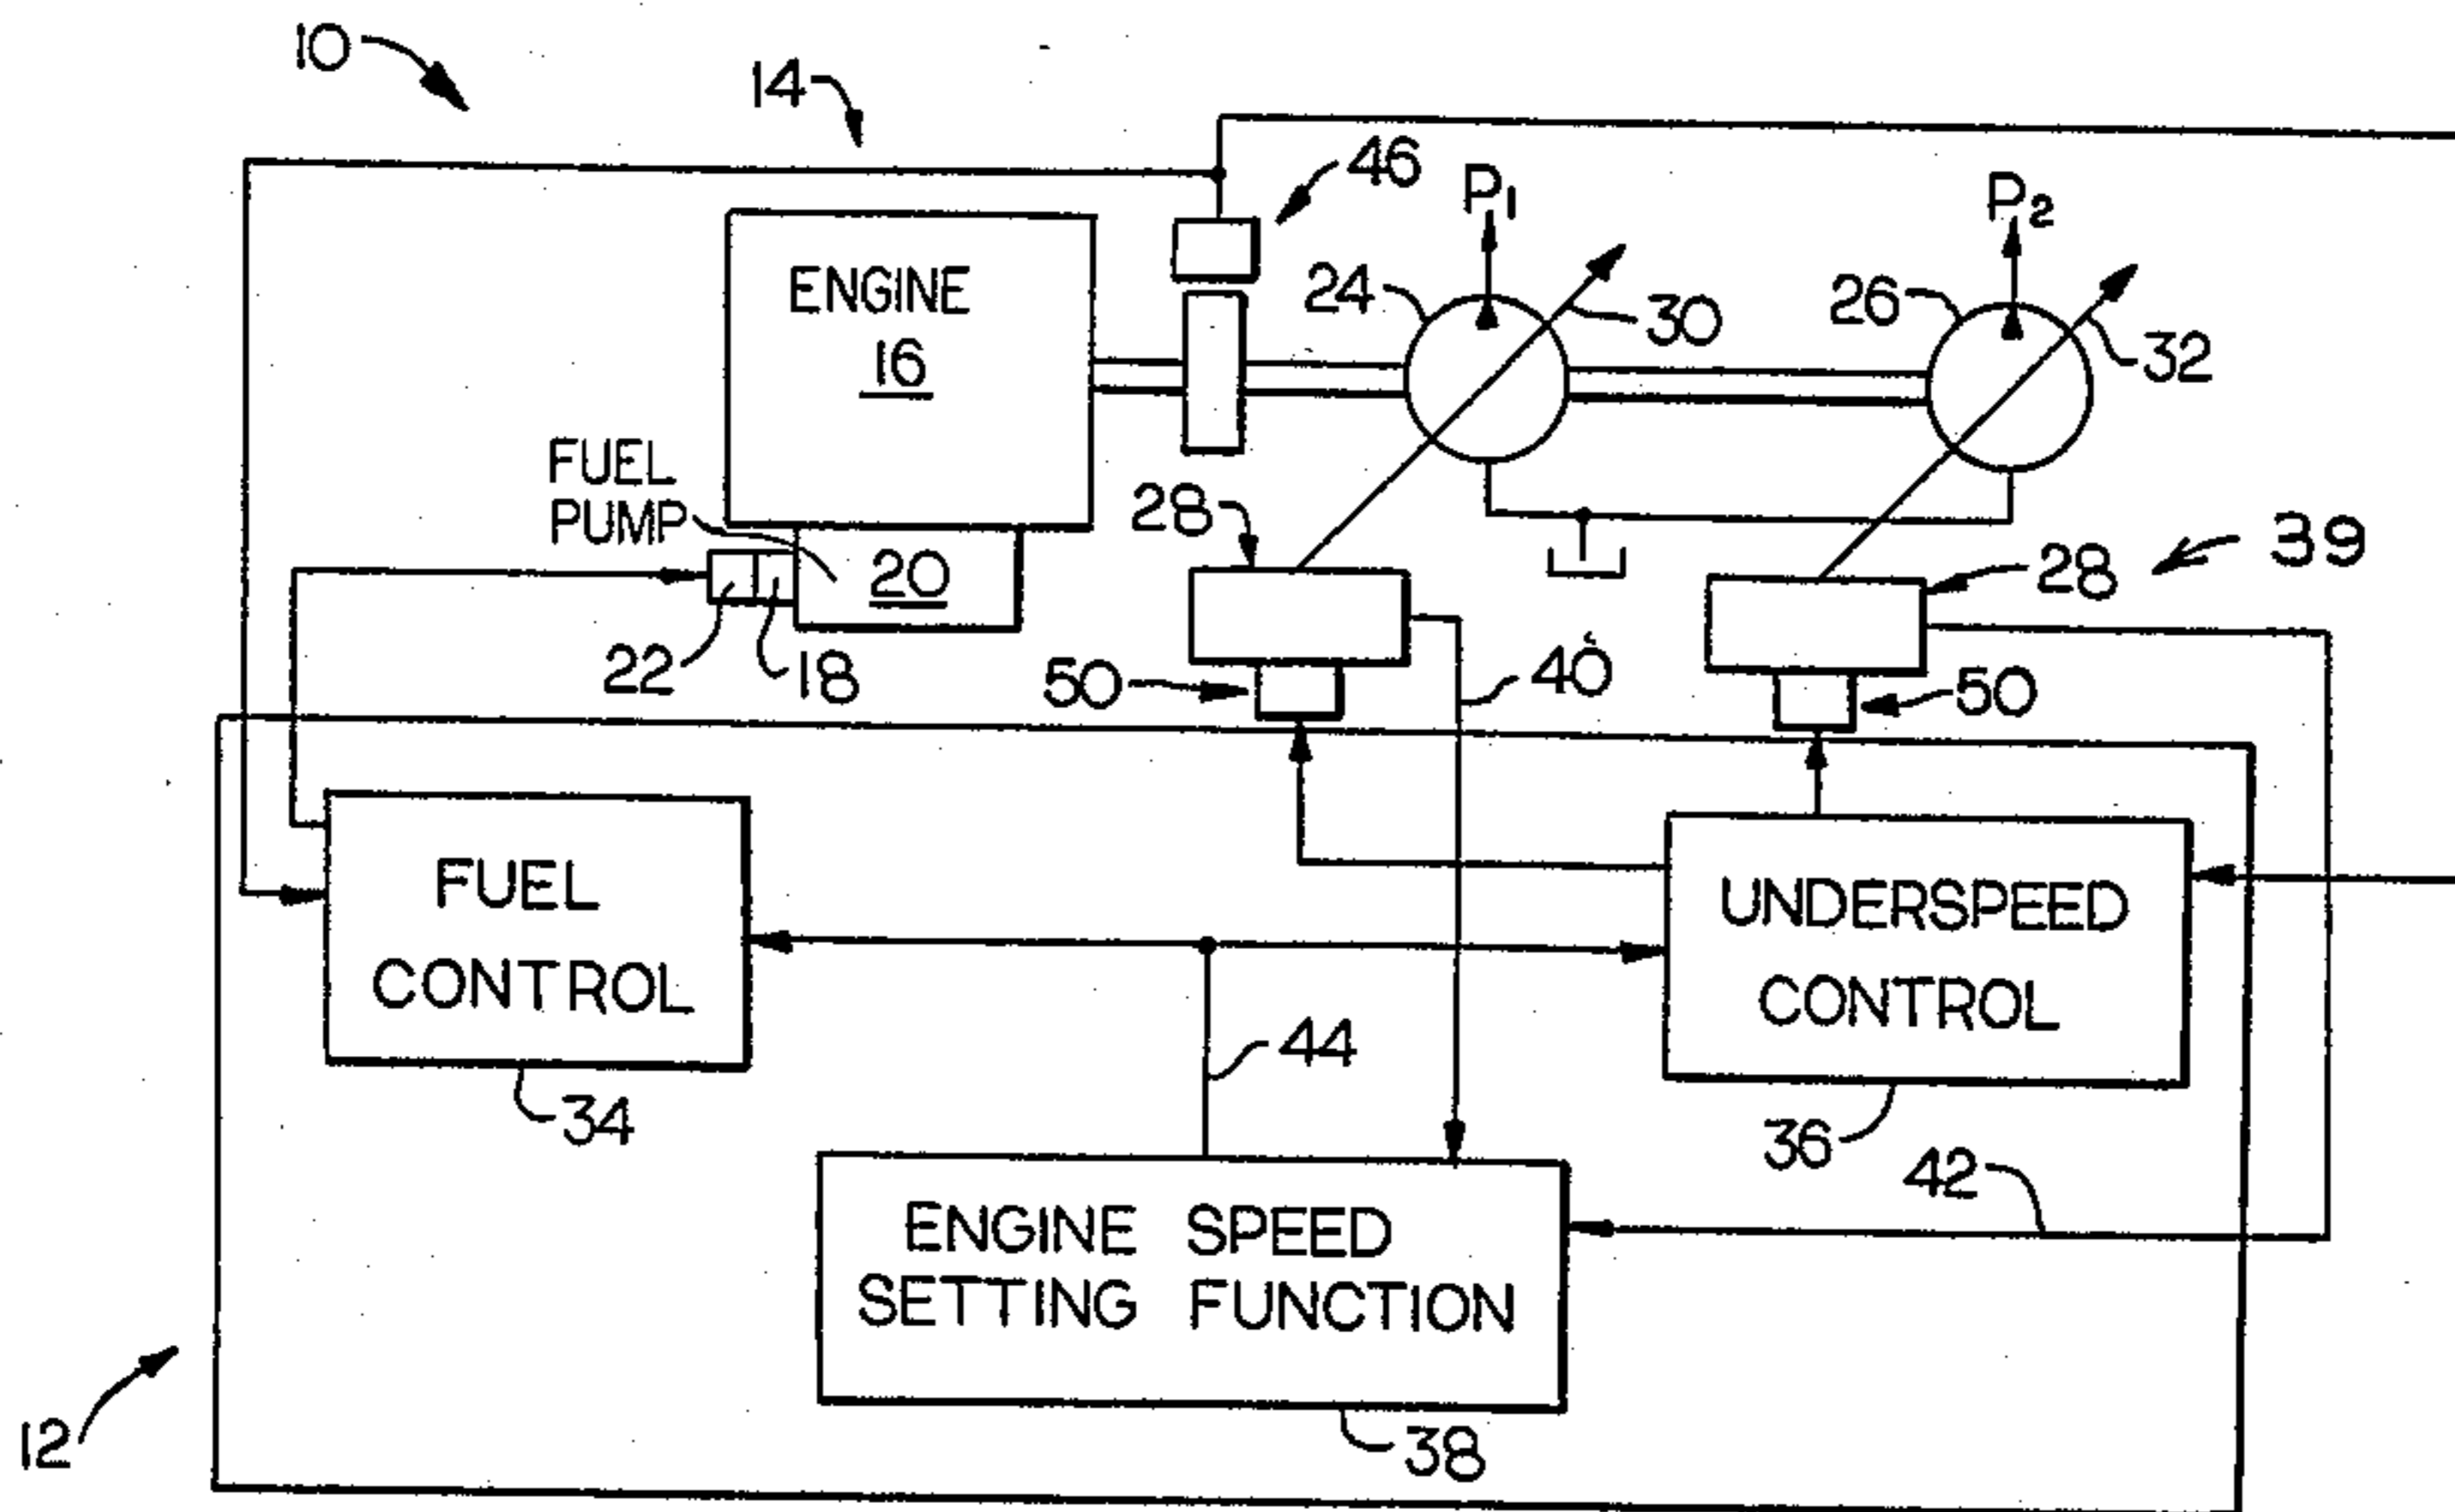 10
14
46
P1
P2
ENGINE
16
24
30
26
32
FUEL
PUMP
28
20
39
28
22
18
50
40
50
FUEL
CONTROL
UNDERSPEED
CONTROL
44
34
36
42
ENGINE SPEED
SETTING FUNCTION
12
38